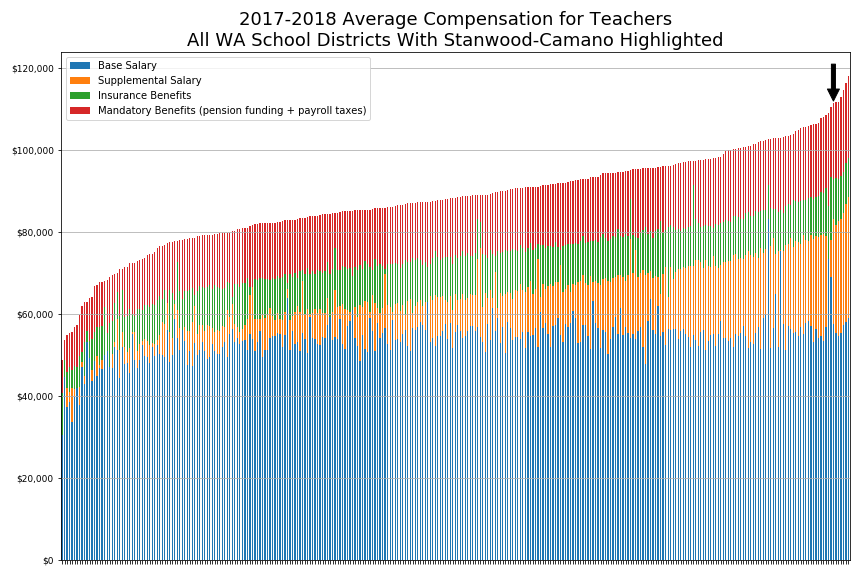 2017-2018 Average Compensation for Teachers
All WA School Districts With Stanwood-Camano Highlighted
Base Salary
Supplemental Salary
Insurance Benefits
Mandatory Benefits (pension funding + payroll taxes)
$120,000
$100,000
$80,000
$60,000
$40,000
$20,000
$0